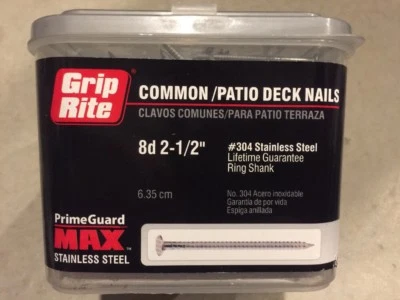 Grip
Rite
COMMON /PATIO DECK NAILS
CLAVOS COMUNES/PARA PATIO TERRAZA
8d 2-1/2"
#304 Stainless Steel
Lifetime Guarantee
Ring Shank
6.35 cm
No. 304 Acero inoxidable
Garantía de por vida
Espiga anillada
PrimeGuard
MAX™
STAINLESS STEEL